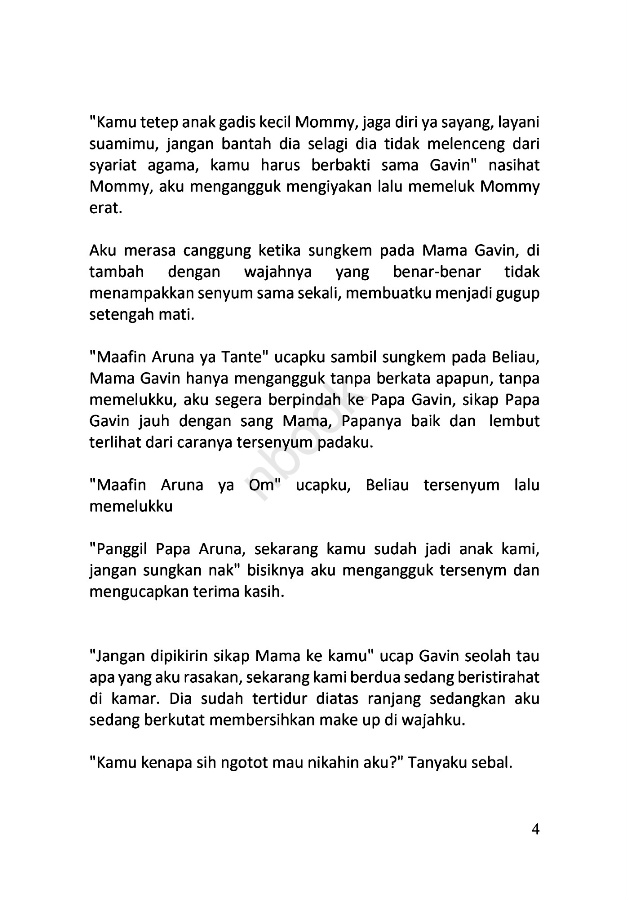 "Kamu tetep anak gadis kecil Mommy, jaga diri ya sayang, layani
suamimu, jangan bantah dia selagi dia tidak melenceng dari
syariat agama, kamu harus berbakti sama Gavin" nasihat
Mommy, aku mengangguk mengiyakan lalu memeluk Mommy
erat.
Aku merasa canggung ketika sungkem pada Mama Gavin, di
tambah dengan wajahnya yang benar-benar tidak
menampakkan senyum sama sekali, membuatku menjadi gugup
setengah mati.
"Maafin Aruna ya Tante" ucapku sambil sungkem pada Beliau,
Mama Gavin hanya mengangguk tanpa berkata apapun, tanpa
memelukku, aku segera berpindah ke Papa Gavin, sikap Papa
Gavin jauh dengan sang Mama, Papanya baik dan lembut
terlihat dari caranya tersenyum padaku.
"Maafin Aruna ya Om" ucapku, Beliau tersenyum lalu
memelukku
"Panggil Papa Aruna, sekarang kamu sudah jadi anak kami,
jangan sungkan nak" bisiknya aku mengangguk tersenym dan
mengucapkan terima kasih.
"Jangan dipikirin sikap Mama ke kamu" ucap Gavin seolah tau
apa yang aku rasakan, sekarang kami berdua sedang beristirahat
di kamar. Dia sudah tertidur diatas ranjang sedangkan aku
sedang berkutat membersihkan make up di wajahku.
"Kamu kenapa sih ngotot mau nikahin aku?" Tanyaku sebal.
4
nbook